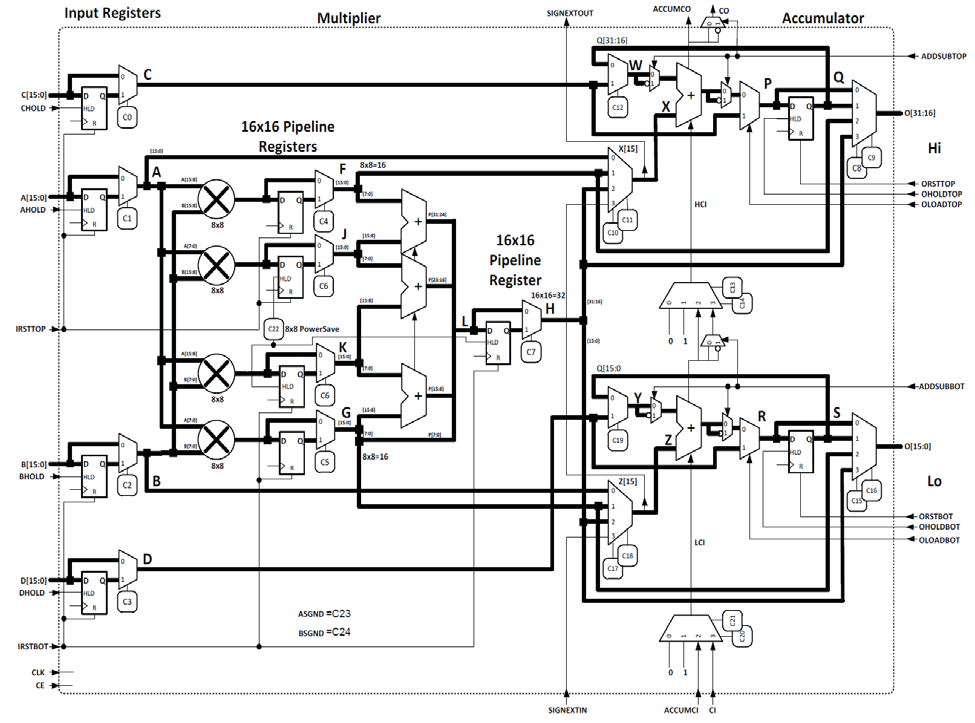 SIGNEXTOUT
ACCUMCO
CO
Input Registers
Multiplier
Accumulator
Q[31:16]
ADDSUBTOP
0
1
C
C[15:0]
D Q
HLD
R
CHOLD
C0
W
0
1
C12
X
+
P
Q
D Q
HLD
R
0
1
2
3
O[31:16]
C9
C8
Hi
16x16 Pipeline
Registers
[15:0]
A
A[15:0]
D Q
HLD
R
AHOLD
0
1
C1
A[15:8]
B[15:8]
8x8
D Q
R
0
1
C4
F
[15:0]
8x8=16
[7:0]
X[15]
0
1
2
3
C11
C10
ORSTTOP
OHOLDTOP
OLOADTOP
HCI
A[7:0]
B[15:8]
8x8
D Q
HLD
R
0
1
C6
J
[15:0]
[15:8]
[7:0]
+
P[31:24]
+
P[23:16]
16x16
Pipeline
Register
16x16=32
H
[31:16]
[15:0]
C13
C14
0 1 2 3
0 1
IRSTTOP
C22
8x8 PowerSave
L
D Q
HLD
R
0
1
C7
A[15:8]
B[7:0]
8x8
D Q
HLD
R
0
1
C6
K
[15:0]
+
P[15:8]
P[7:0]
A[7:0]
B[7:0]
8x8
D Q
R
0
1
C5
G
[15:0]
[15:8]
[7:0]
8x8=16
Q[15:0
ADDSUBBOT
0
1
C19
Y
Z
+
R
S
D Q
HLD
R
0
1
2
3
O[15:0]
C16
C15
Lo
B[15:0]
D Q
HLD
R
BHOLD
0
1
C2
B
Z[15]
0
1
2
3
C18
C17
ORSTBOT
OHOLDBOT
OLOADBOT
LCI
D
D[15:0]
D Q
HLD
R
DHOLD
0
1
C3
ASGND =C23
BSGND =C24
C21
C20
0 1 2 3
0 1
IRSTBOT
CLK
CE
SIGNEXTIN
ACCUMCI
CI